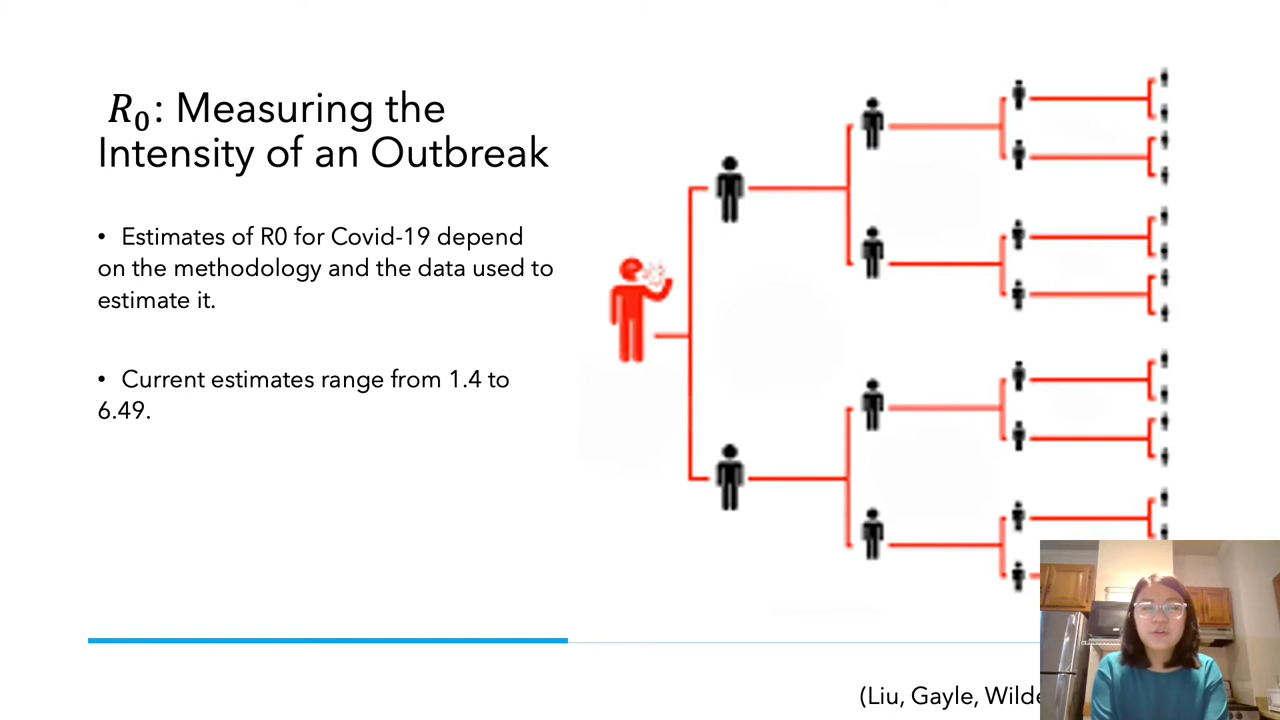 R₀: Measuring the
Intensity of an Outbreak
• Estimates of R0 for Covid-19 depend
on the methodology and the data used to
estimate it.
• Current estimates range from 1.4 to
6.49.
(Liu, Gayle,